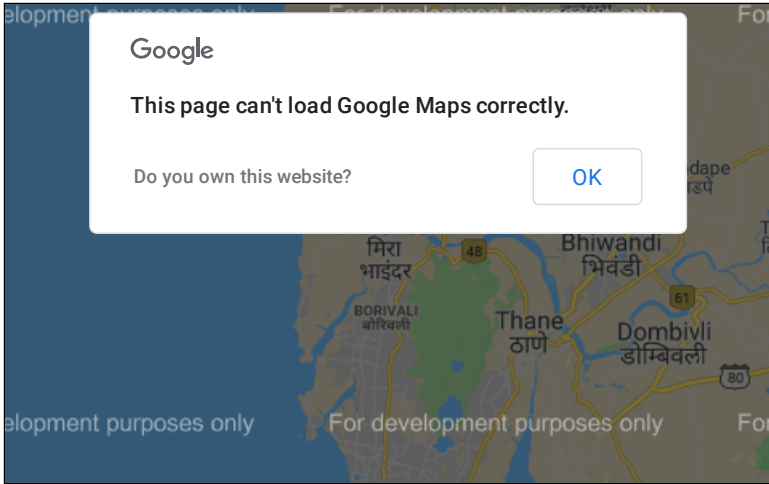 elopment purposes only For development purposes only For
Google
This page can't load Google Maps correctly.
Do you own this website?
OK
मिरा
भाइंदर
48
Bhiwandi
भिवंडी
61
BORIVALI
बोरिवली
Thane
ठाणे
Dombivli
डोम्बिवली
80
elopment purposes only For development purposes only For